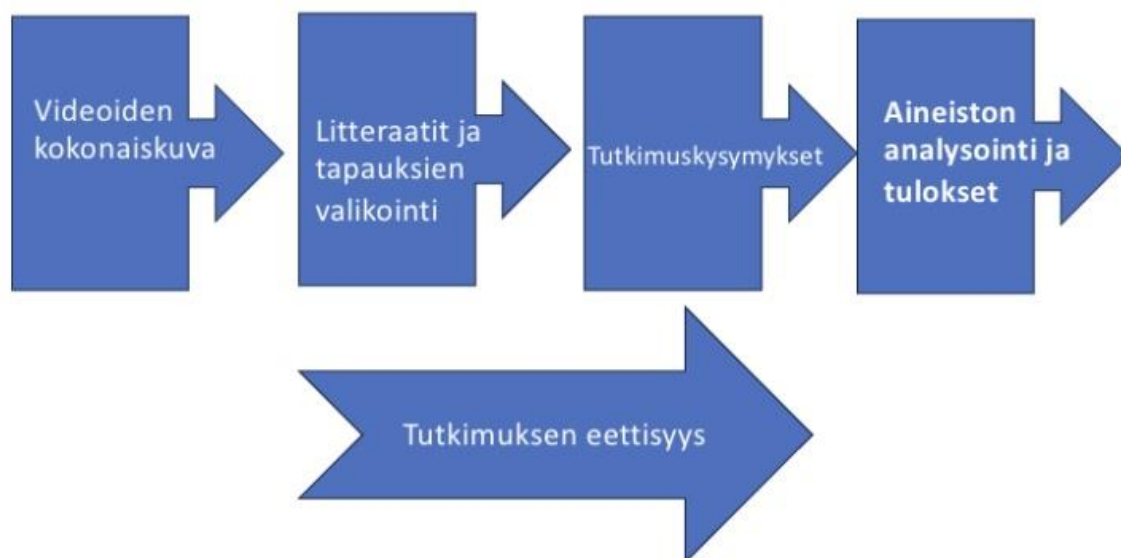 Videoiden
kokonaiskuva
Litteraatit ja
tapauksien
valikointi
Tutkimuskysymykset
Aineiston
analysointi ja
tulokset
Tutkimuksen eettisyys